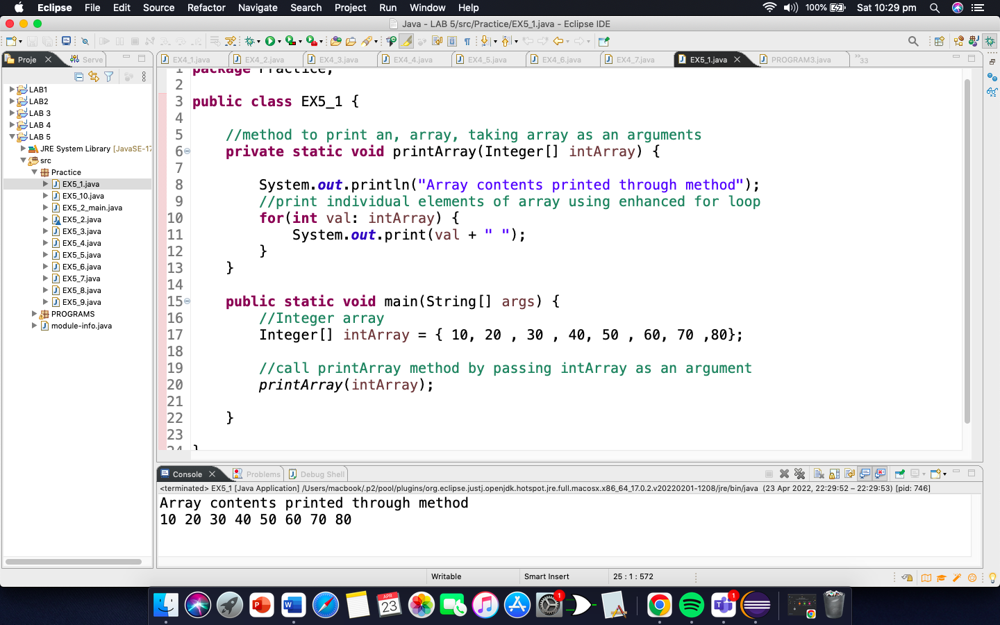 Eclipse File Edit Source Refactor Navigate Search Project Run Window Help 100% Sat 10:29 pm
Java - LAB 5/src/Practice/EX5_1.java - Eclipse IDE
Proje Serve EX4_1.java EX4_2.java EX4_3.java EX4_4.java EX4_5.java EX4_6.java EX4_7.java EX5_1.java PROGRAM3.java »33
LAB1
LAB2
LAB 3
LAB 4
LAB 5
JRE System Library [JavaSE-17
src
Practice
EX5_1.java
EX5_10.java
EX5_2_main.java
EX5_2.java
EX5_3.java
EX5_4.java
EX5_5.java
EX5_6.java
EX5_7.java
EX5_8.java
EX5_9.java
PROGRAMS
module-info.java
1 package Practice;
2
3 public class EX5_1 {
4
5 //method to print an, array, taking array as an arguments
6 private static void printArray(Integer[] intArray) {
7
8 System.out.println("Array contents printed through method");
9 //print individual elements of array using enhanced for loop
10 for(int val: intArray) {
11 System.out.print(val + " ");
12 }
13 }
14
15 public static void main(String[] args) {
16 //Integer array
17 Integer[] intArray = { 10, 20 , 30 , 40, 50 , 60, 70 ,80};
18
19 //call printArray method by passing intArray as an argument
20 printArray(intArray);
21
22 }
23
24 }
Console Problems Debug Shell
<terminated> EX5_1 [Java Application] /Users/macbook/.p2/pool/plugins/org.eclipse.justj.openjdk.hotspot.jre.full.macosx.x86_64_17.0.2.v20220201-1208/jre/bin/java (23 Apr 2022, 22:29:52 – 22:29:53) [pid: 746]
Array contents printed through method
10 20 30 40 50 60 70 80
Writable Smart Insert 25 : 1 : 572
APR
23
1
1